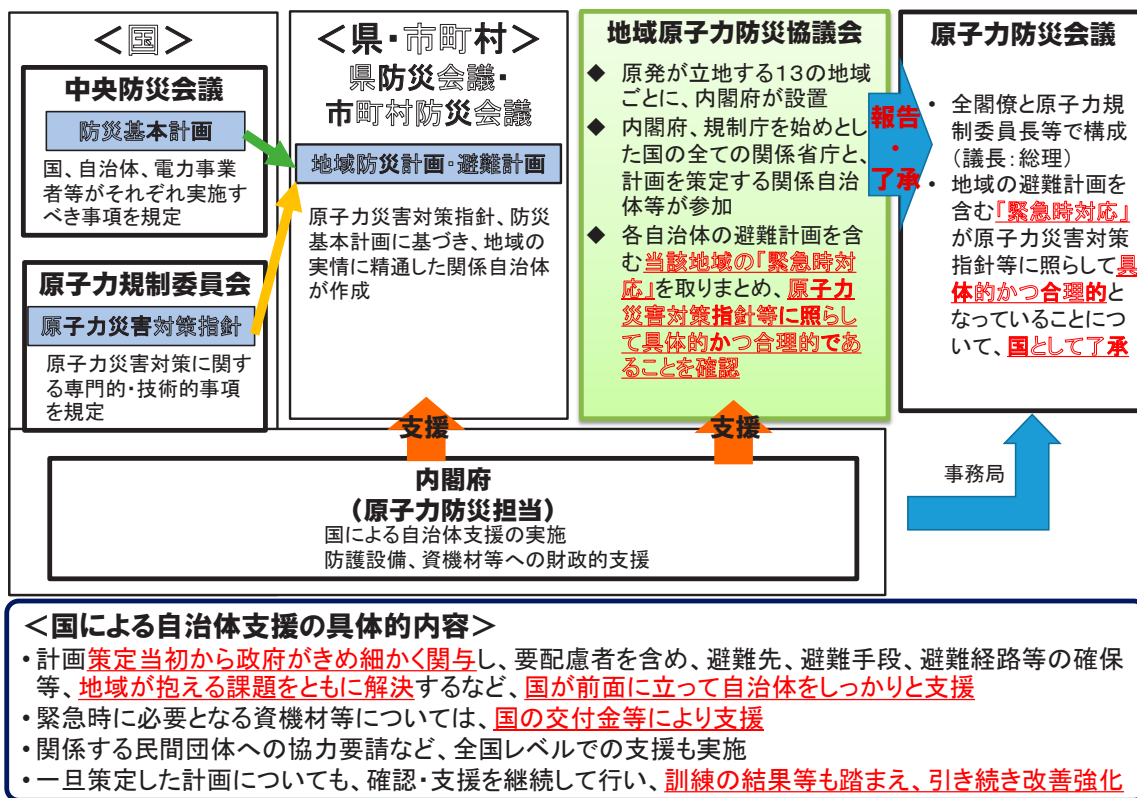 ＜国＞
中央防災会議
防災基本計画
国、自治体、電力事業
者等がそれぞれ実施す
べき事項を規定
原子力規制委員会
原子力災害対策指針
原子力災害対策に関す
る専門的・技術的事項
を規定
＜県・市町村＞
県防災会議・
市町村防災会議
地域防災計画・避難計画
原子力災害対策指針、防災
基本計画に基づき、地域の
実情に精通した関係自治体
が作成
地域原子力防災協議会
◆ 原発が立地する13の地域
ごとに、内閣府が設置
◆ 内閣府、規制庁を始めとし
た国の全ての関係省庁と、
計画を策定する関係自治
体等が参加
◆ 各自治体の避難計画を含
む当該地域の「緊急時対
応」を取りまとめ、原子力
災害対策指針等に照らし
て具体的かつ合理的であ
ることを確認
報告
・
了承
原子力防災会議
• 全閣僚と原子力規
制委員長等で構成
（議長：総理）
• 地域の避難計画を
含む「緊急時対応」
が原子力災害対策
指針等に照らして具
体的かつ合理的と
なっていることにつ
いて、国として了承
支援
支援
内閣府
（原子力防災担当）
国による自治体支援の実施
防護設備、資機材等への財政的支援
事務局
＜国による自治体支援の具体的内容＞
・計画策定当初から政府がきめ細かく関与し、要配慮者を含め、避難先、避難手段、避難経路等の確保
等、地域が抱える課題をともに解決するなど、国が前面に立って自治体をしっかりと支援
・緊急時に必要となる資機材等については、国の交付金等により支援
・関係する民間団体への協力要請など、全国レベルでの支援も実施
・一旦策定した計画についても、確認・支援を継続して行い、訓練の結果等も踏まえ、引き続き改善強化